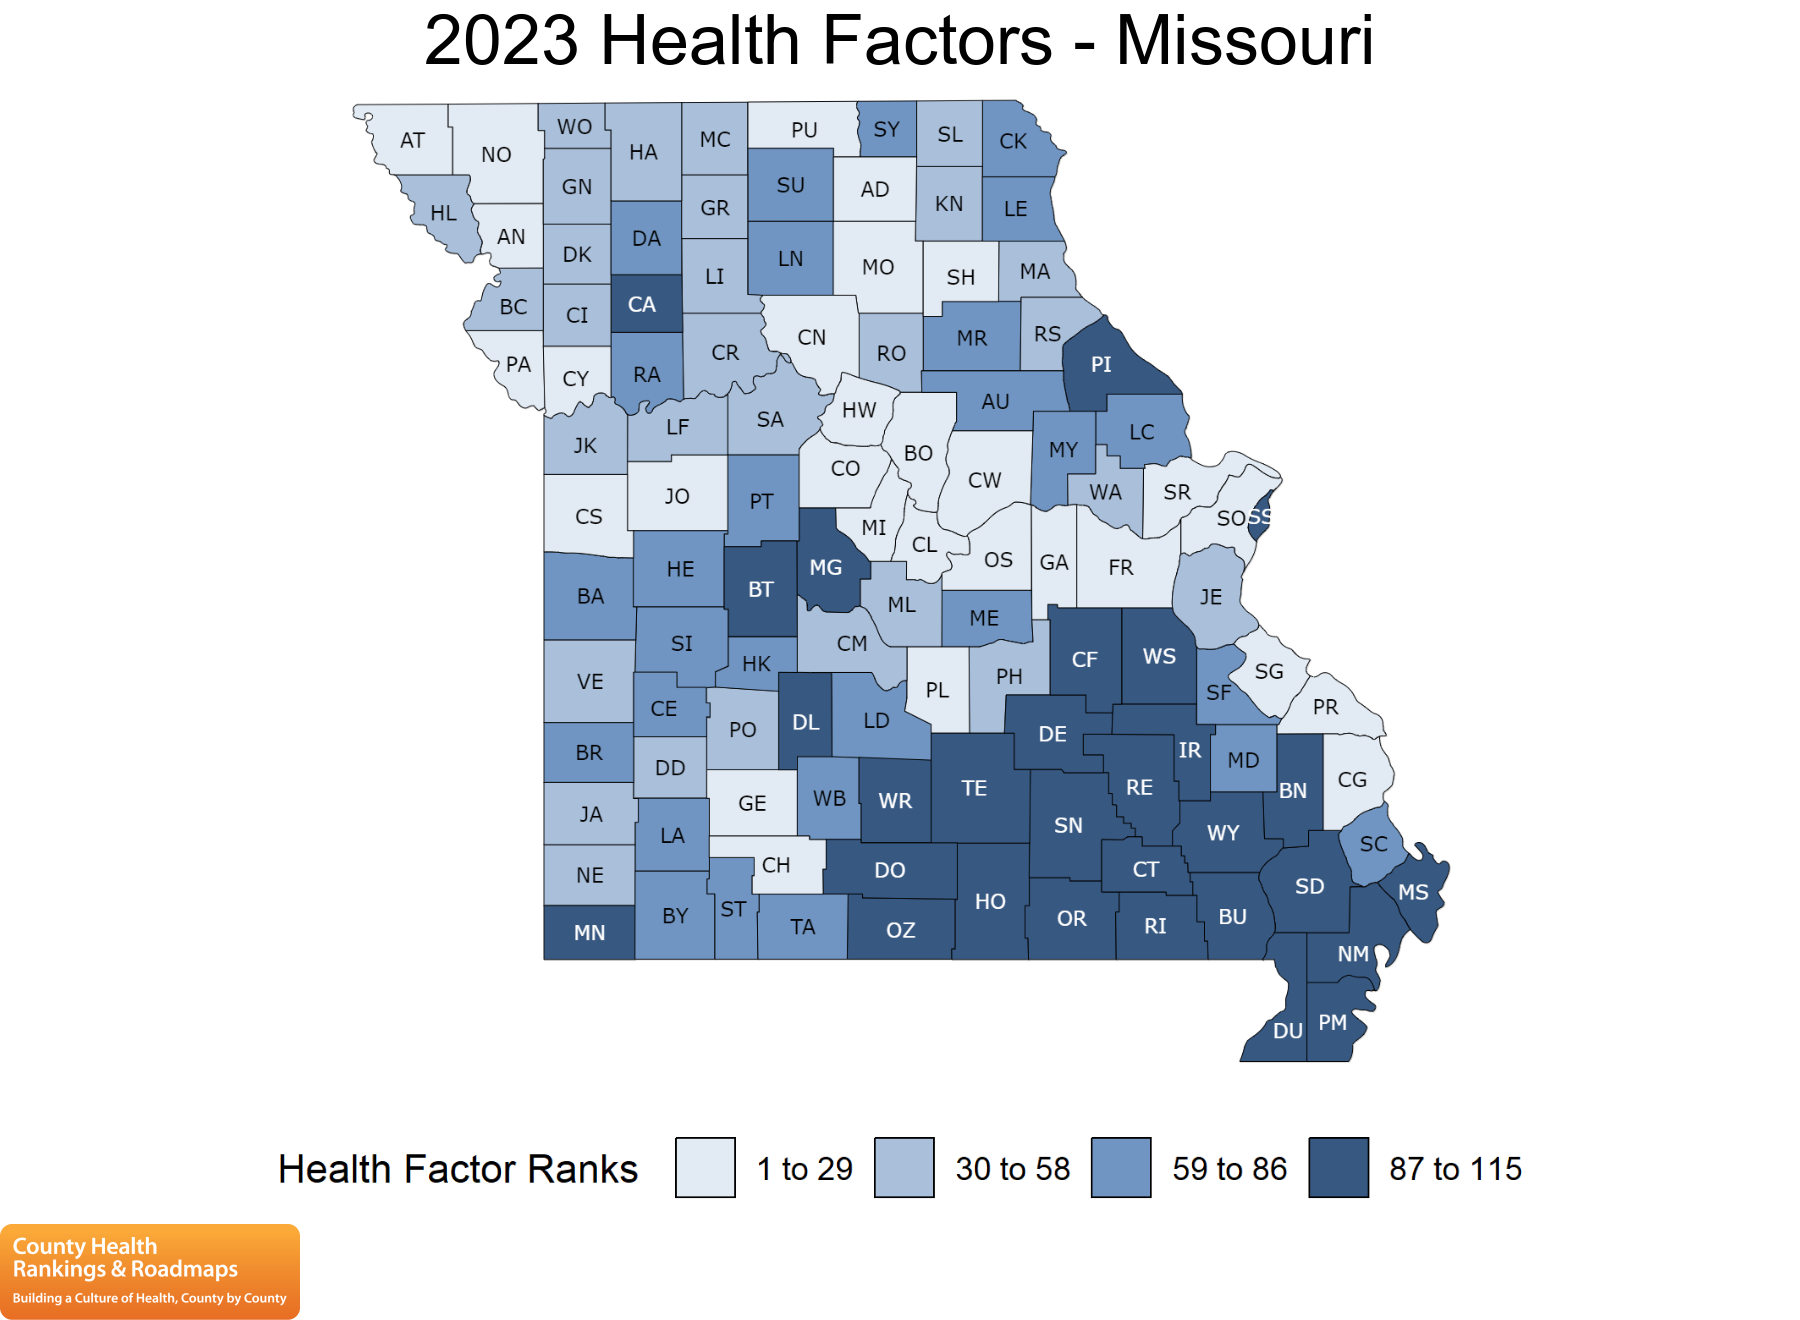 2023 Health Factors - Missouri
AT NO WO HA MC PU SY SL CK
GN SU AD KN LE
HL AN DA GR
DK LI LN MO SH MA
BC CI CA
PA CY RA CR CN RO MR RS PI
JK LF SA HW AU MY LC
CS JO PT CO BO CW WA SR
SO SS
MI CL OS GA FR
BA HE BT MG ML ME JE
SI HK CM CF WS
VE CE PO DL LD PL PH SF SG PR
BR DD DE IR MD
JA GE WB WR TE RE BN CG
LA CH SN WY SC
NE DO CT SD MS
MN BY ST TA OZ HO OR RI BU NM
DU PM
Health Factor Ranks 1 to 29 30 to 58 59 to 86 87 to 115
County Health
Rankings & Roadmaps
Building a Culture of Health, County by County